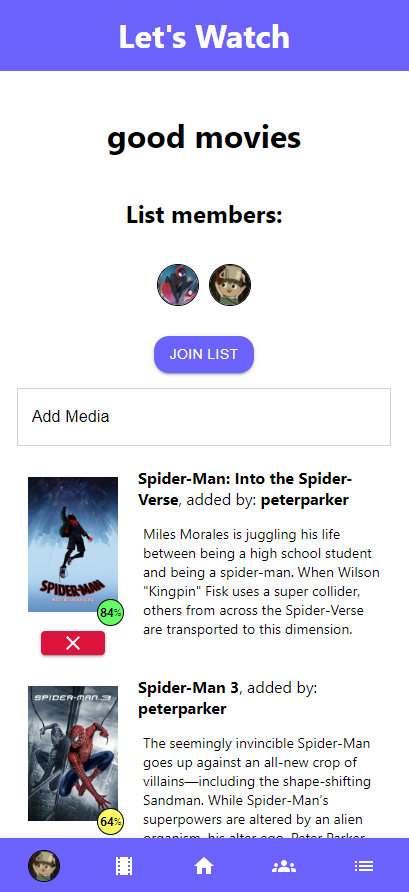 Let's Watch
good movies
List members:
JOIN LIST
Add Media
Spider-Man: Into the Spider-
Verse, added by: peterparker
Miles Morales is juggling his life
between being a high school student
and being a spider-man. When Wilson
"Kingpin" Fisk uses a super collider,
others from across the Spider-Verse
are transported to this dimension.
SPIDER-MAN
84%
Spider-Man 3, added by:
peterparker
SPIDER-MAN 3
The seemingly invincible Spider-Man
goes up against an all-new crop of
villains—including the shape-shifting
Sandman. While Spider-Man's
superpowers are altered by an alien
organism, his alter ego, Peter Parker,
64%